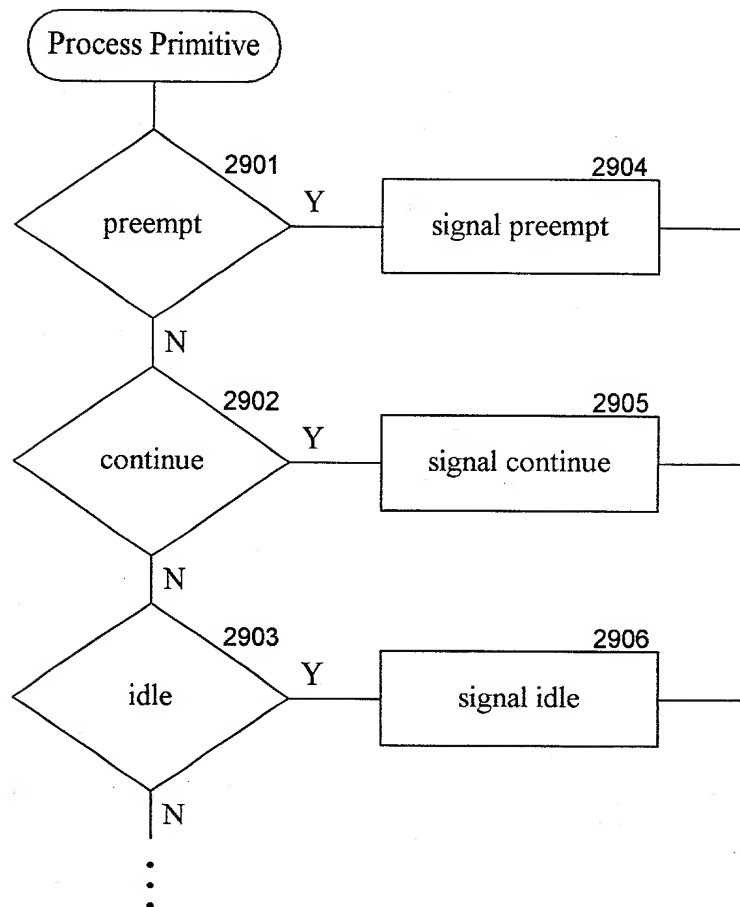 Process Primitive
2901
preempt
Y
2904
signal preempt
N
2902
continue
Y
2905
signal continue
N
2903
idle
Y
2906
signal idle
N